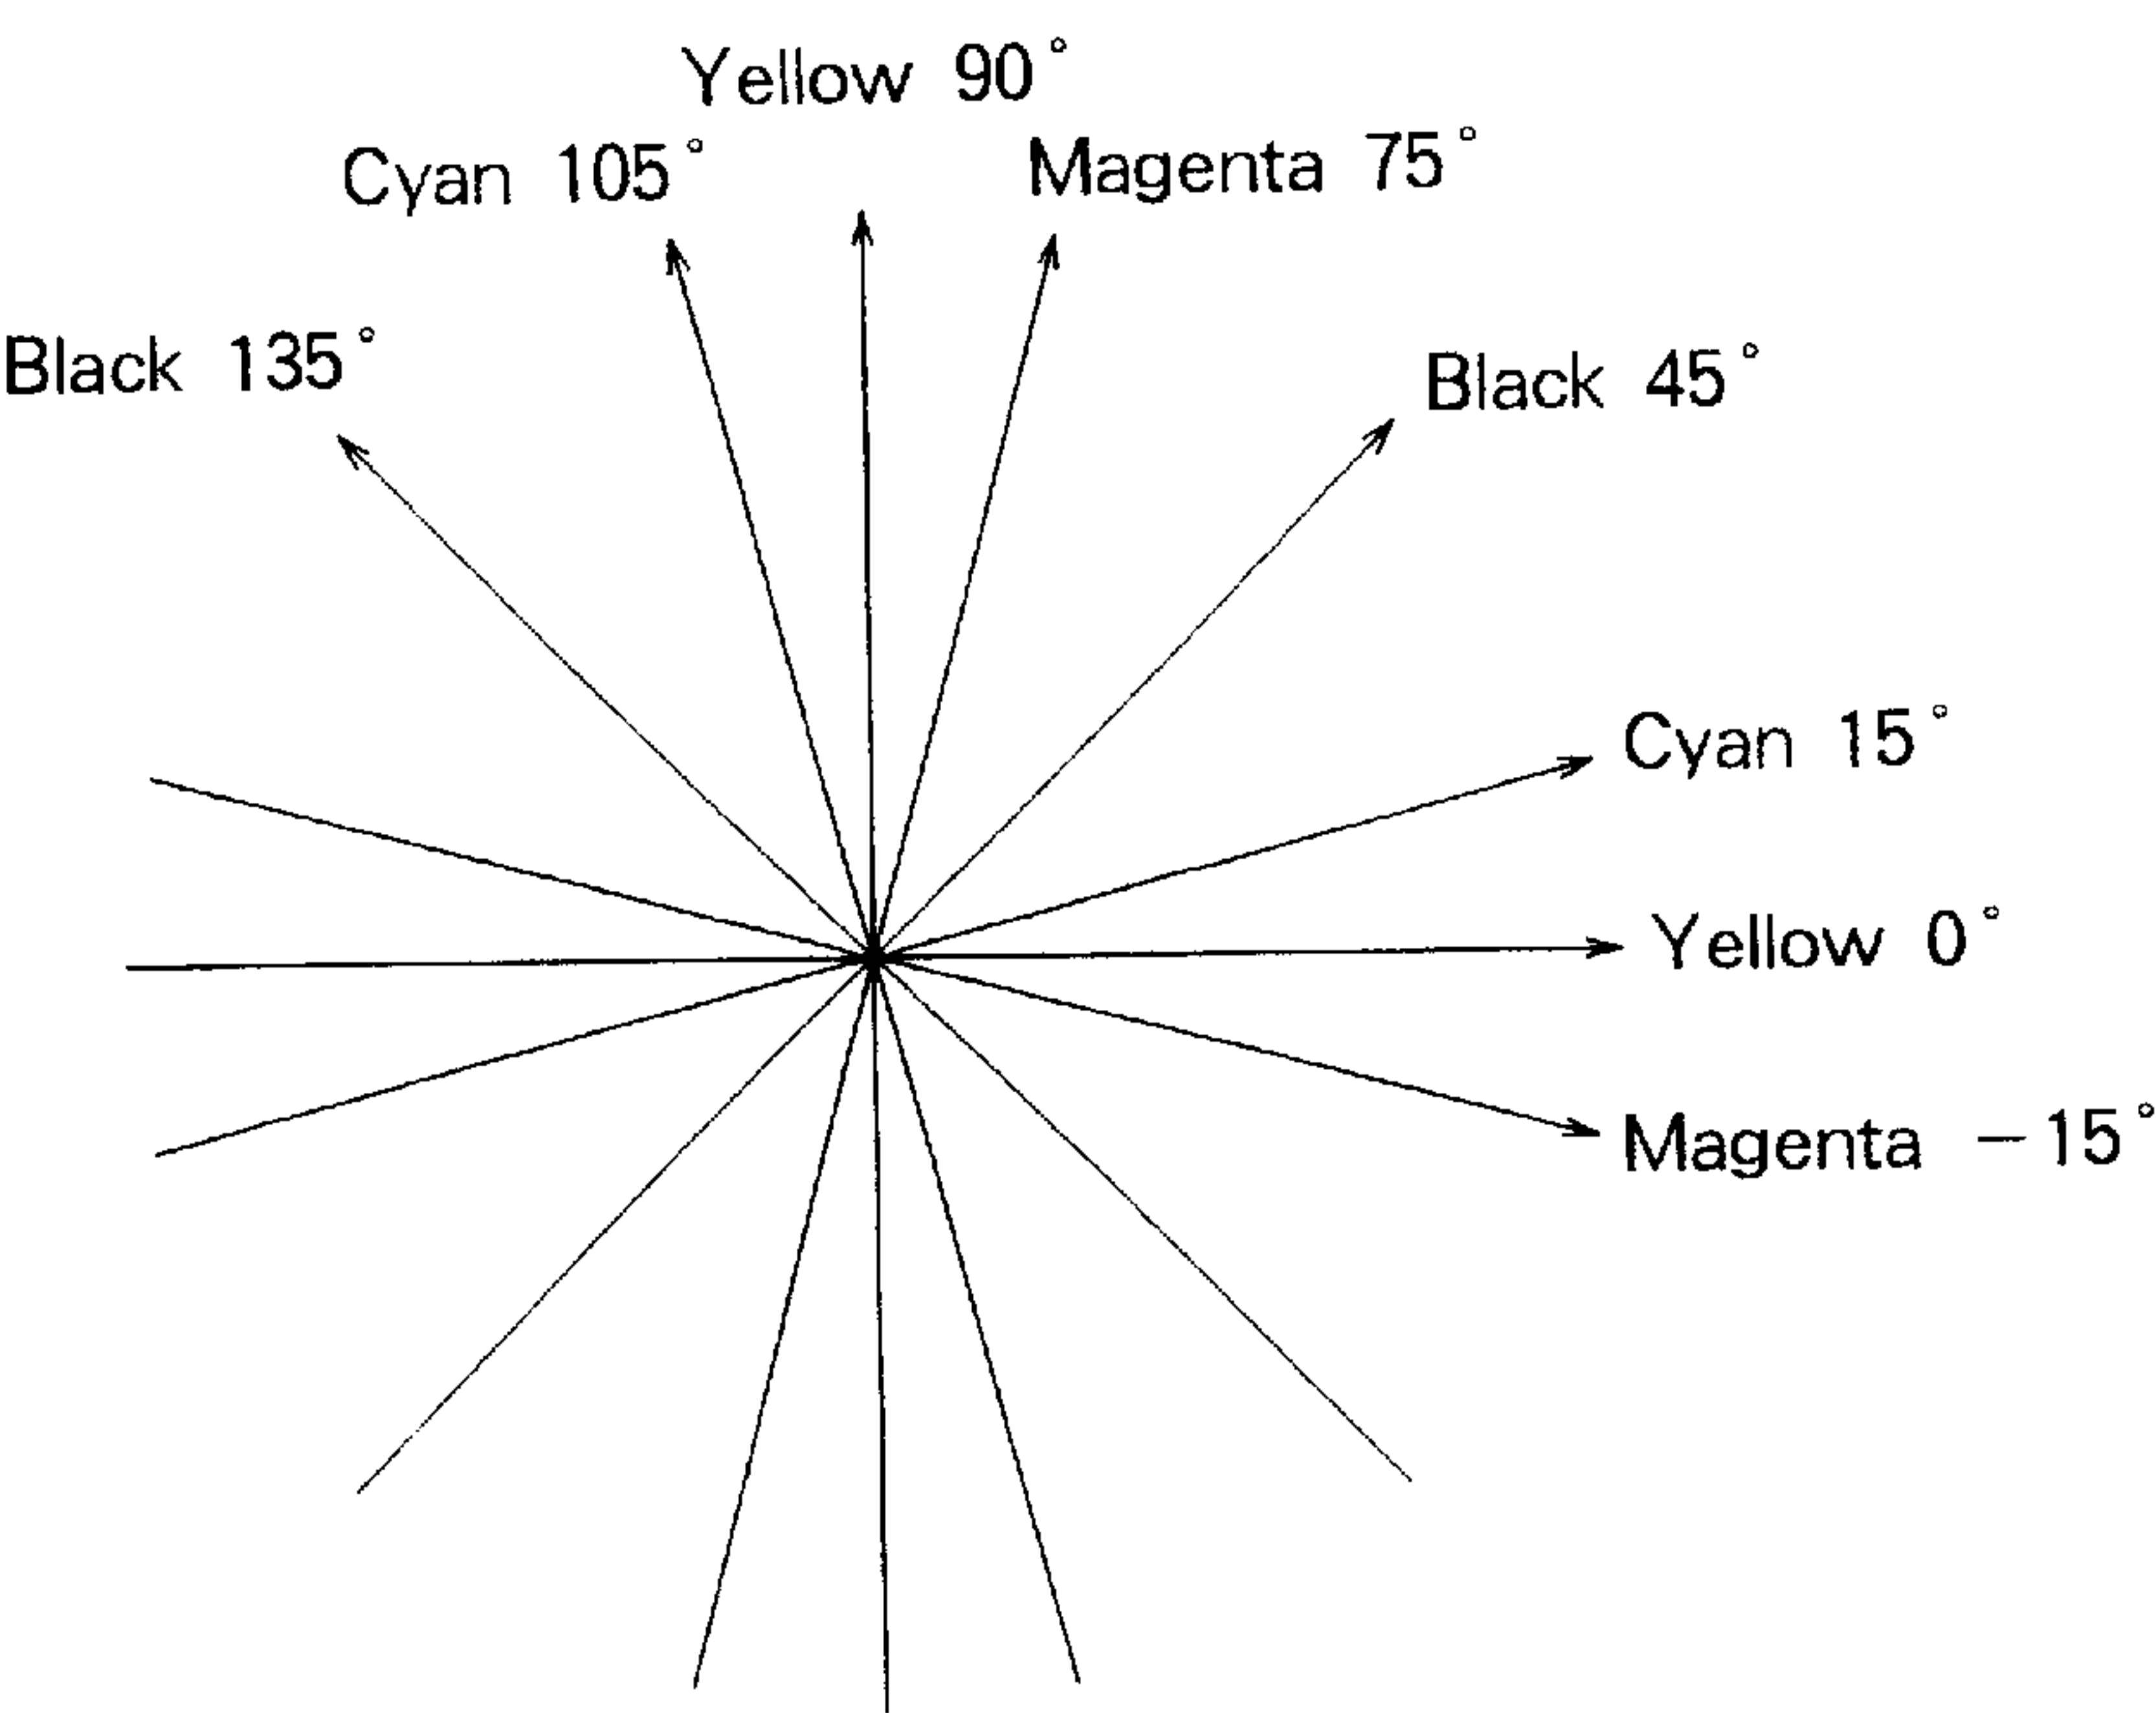 Yellow 90°
Cyan 105°
Magenta 75°
Black 135°
Black 45°
Cyan 15°
Yellow 0°
Magenta −15°